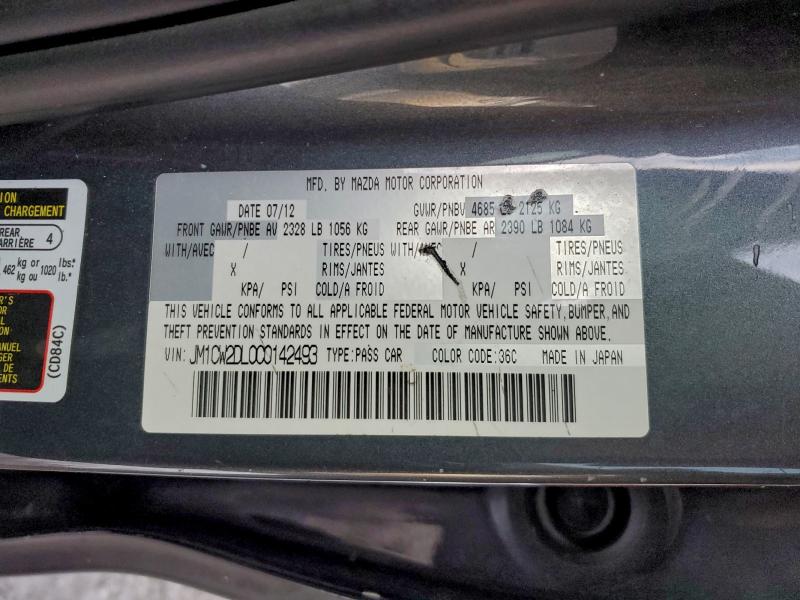 MFD. BY MAZDA MOTOR CORPORATION
DATE 07/12
GVWR/PNBV 4685 2125 KG
FRONT GAWR/PNBE AV 2328 LB 1056 KG
REAR GAWR/PNBE AR 2390 LB 1084 KG
WITH/AVEC / TIRES/PNEUS WITH/ / TIRES/PNEUS
X RIMS/JANTES X RIMS/JANTES
KPA/ PSI COLD/A FROID KPA/ PSI COLD/A FROID
THIS VEHICLE CONFORMS TO ALL APPLICABLE FEDERAL MOTOR VEHICLE SAFETY, BUMPER, AND
THEFT PREVENTION STANDARDS IN EFFECT ON THE DATE OF MANUFACTURE SHOWN ABOVE.
VIN: JM1CW2DL0C0142493 TYPE:PASS CAR COLOR CODE:36C MADE IN JAPAN
CHARGEMENT
REAR
4
462 kg or 1020 lbs.
kg ou lb.
(CD84C)